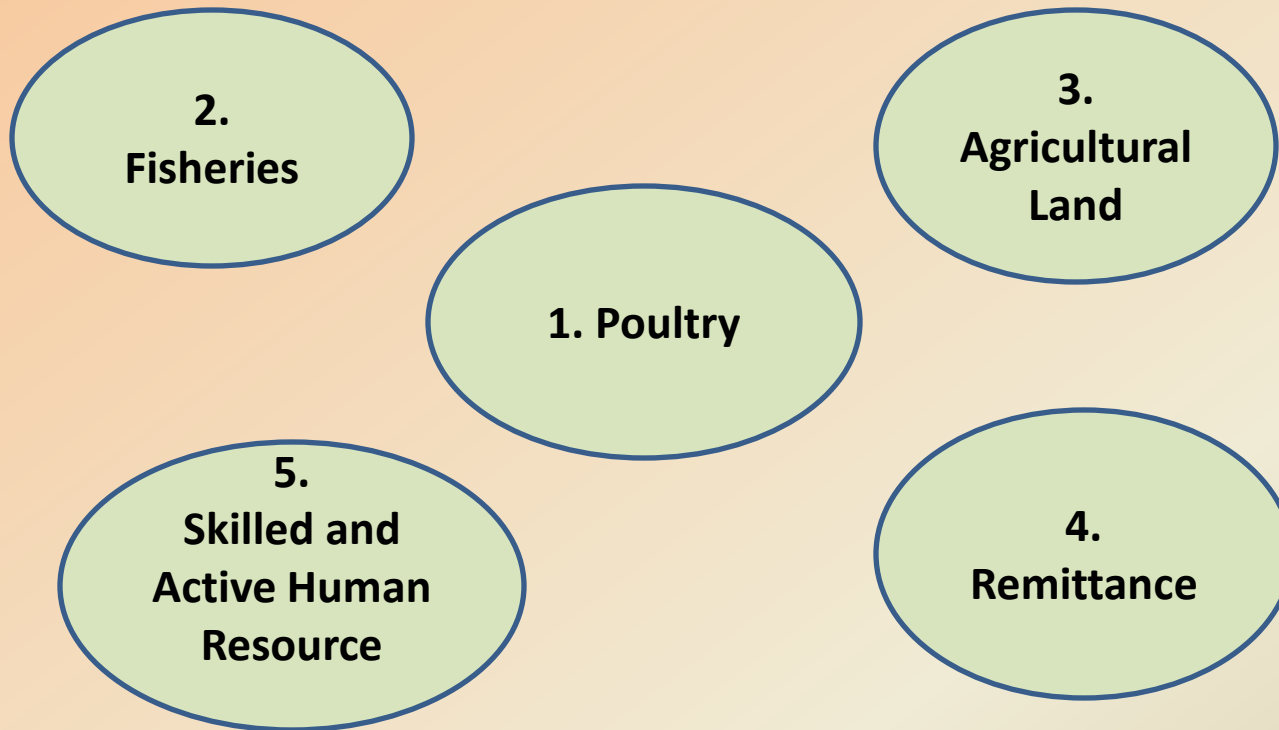 2.
Fisheries
3.
Agricultural
Land
1. Poultry
5.
Skilled and
Active Human
Resource
4.
Remittance